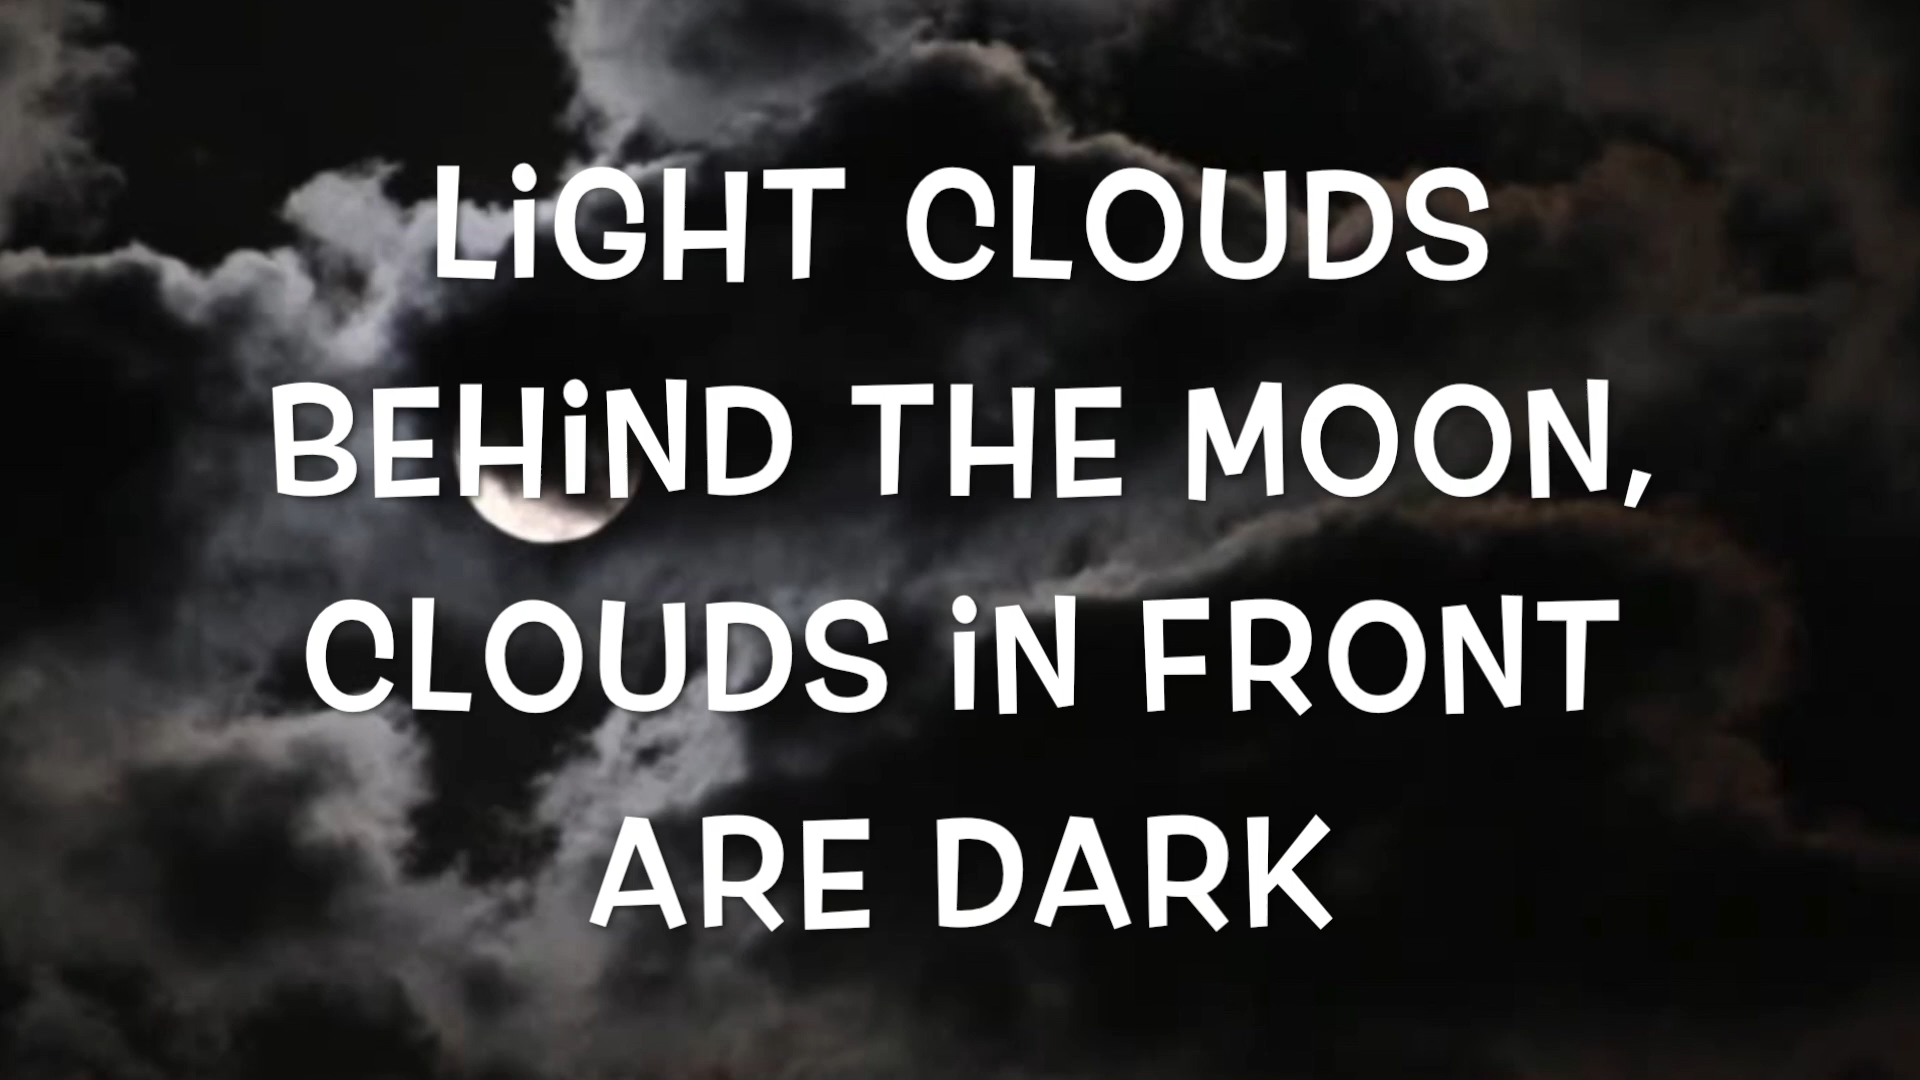 LiGHT CLOUDS
BEHiND THE MOON,
CLOUDS iN FRONT
ARE DARK